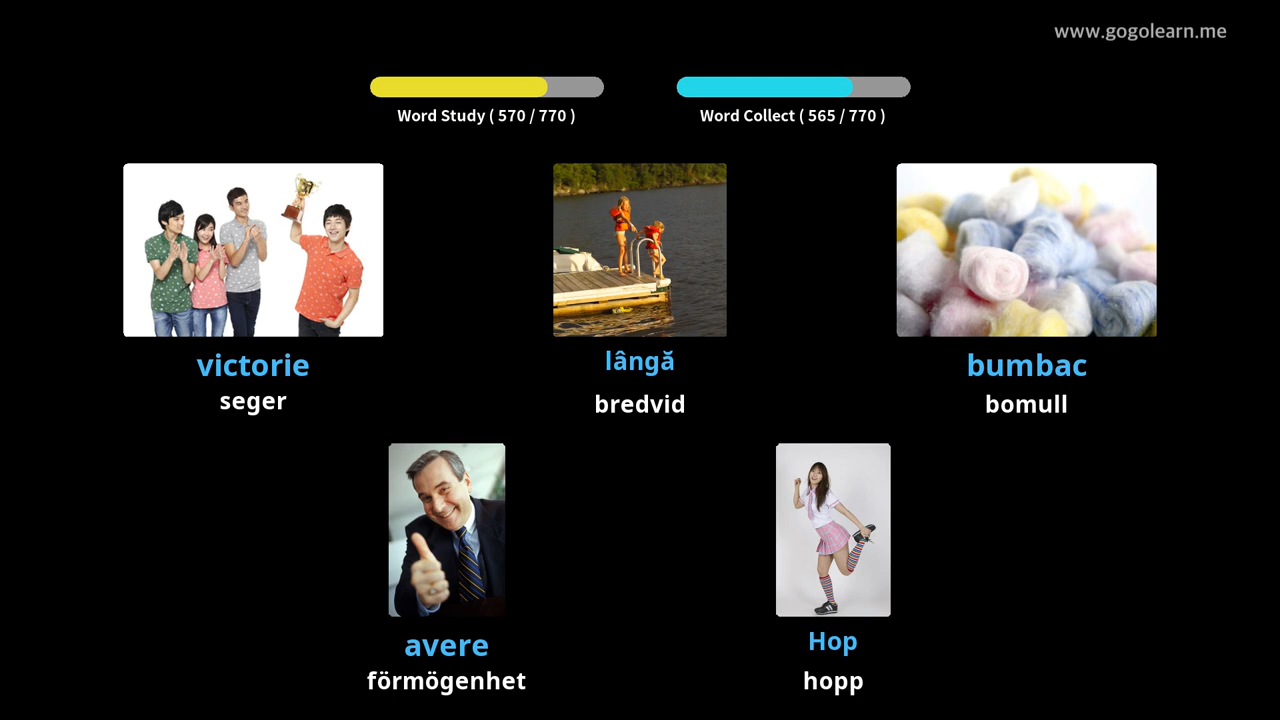 www.gogolearn.me
Word Study ( 570 / 770 )
Word Collect ( 565 / 770 )
victorie
seger
lângă
bredvid
bumbac
bomull
avere
förmögenhet
Hop
hopp